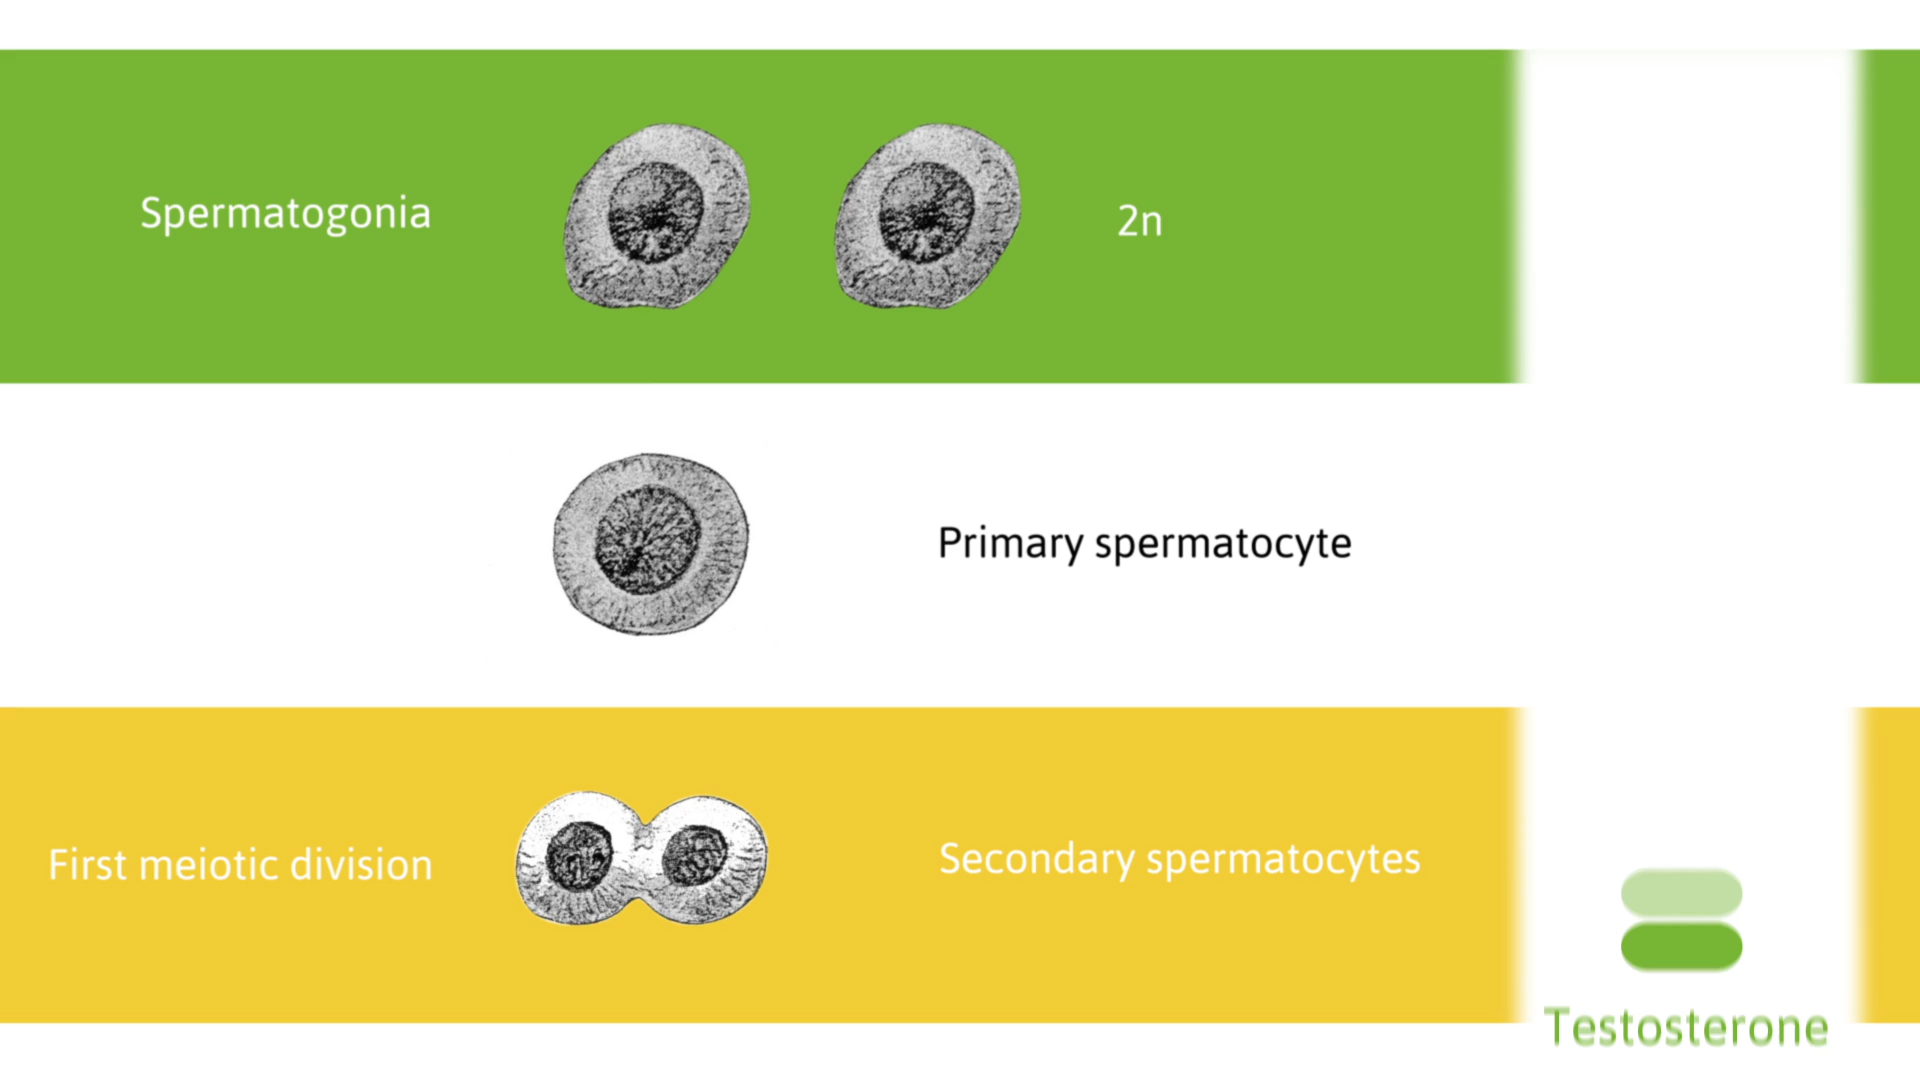 Spermatogonia
2n
Primary spermatocyte
First meiotic division
Secondary spermatocytes
Testosterone